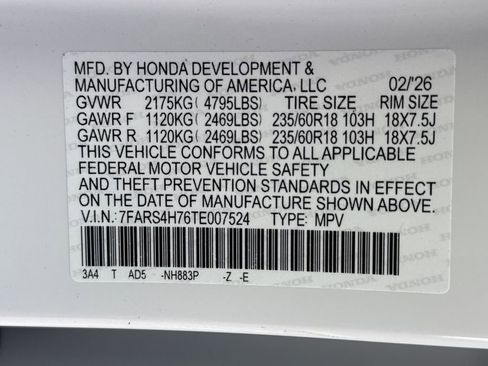 MFD. BY HONDA DEVELOPMENT &
MANUFACTURING OF AMERICA, LLC 02/'26
GVWR 2175KG( 4795LBS) TIRE SIZE RIM SIZE
GAWR F 1120KG( 2469LBS) 235/60R18 103H 18X7.5J
GAWR R 1120KG( 2469LBS) 235/60R18 103H 18X7.5J
THIS VEHICLE CONFORMS TO ALL APPLICABLE
FEDERAL MOTOR VEHICLE SAFETY
AND THEFT PREVENTION STANDARDS IN EFFECT
ON THE DATE OF MANUFACTURE SHOWN ABOVE.
V.I.N.: 7FARS4H76TE007524 TYPE: MPV
3A4 T AD5 -NH883P -Z -E